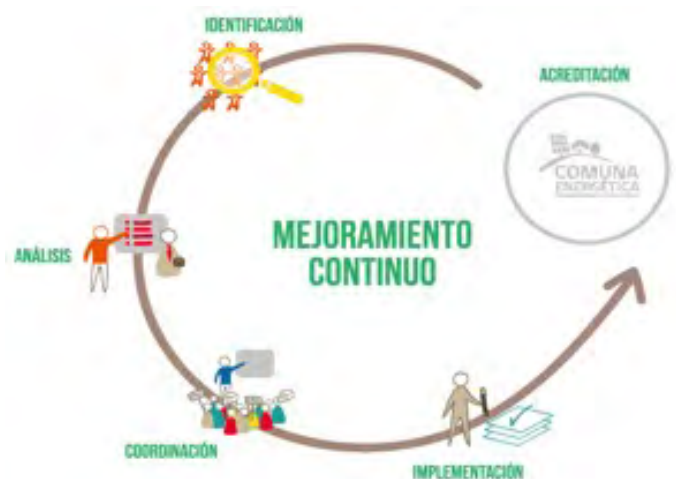 IDENTIFICACIÓN
ACREDITACIÓN
COMUNA
ENERGÉTICA
MEJORAMIENTO
CONTINUO
ANÁLISIS
COORDINACIÓN
IMPLEMENTACIÓN